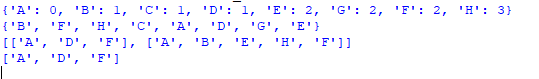 {'A': 0, 'B': 1, 'C': 1, 'D': 1, 'E': 2, 'G': 2, 'F': 2, 'H': 3}
{'B', 'F', 'H', 'C', 'A', 'D', 'G', 'E'}
[['A', 'D', 'F'], ['A', 'B', 'E', 'H', 'F']]
['A', 'D', 'F']